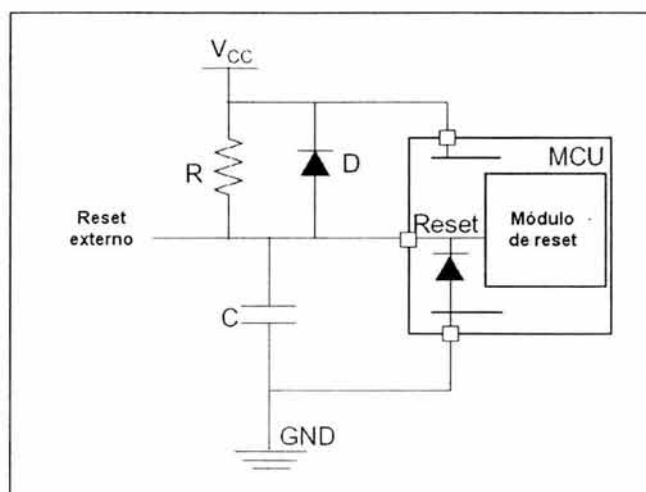 VCC
R
D
MCU
Reset
externo
Reset
Módulo
de reset
C
GND